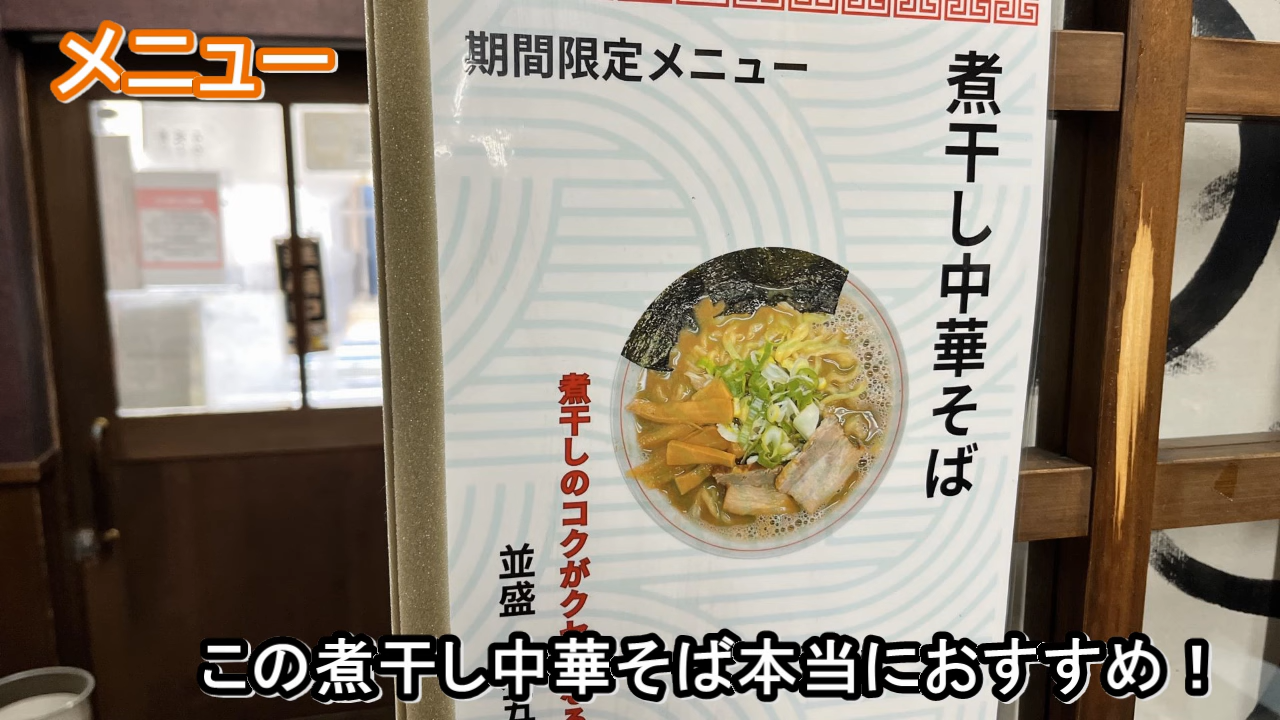 メニュー
期間限定メニュー
煮干し中華そば
煮干しのコクがクセ
並盛
この煮干し中華そば本当におすすめ！